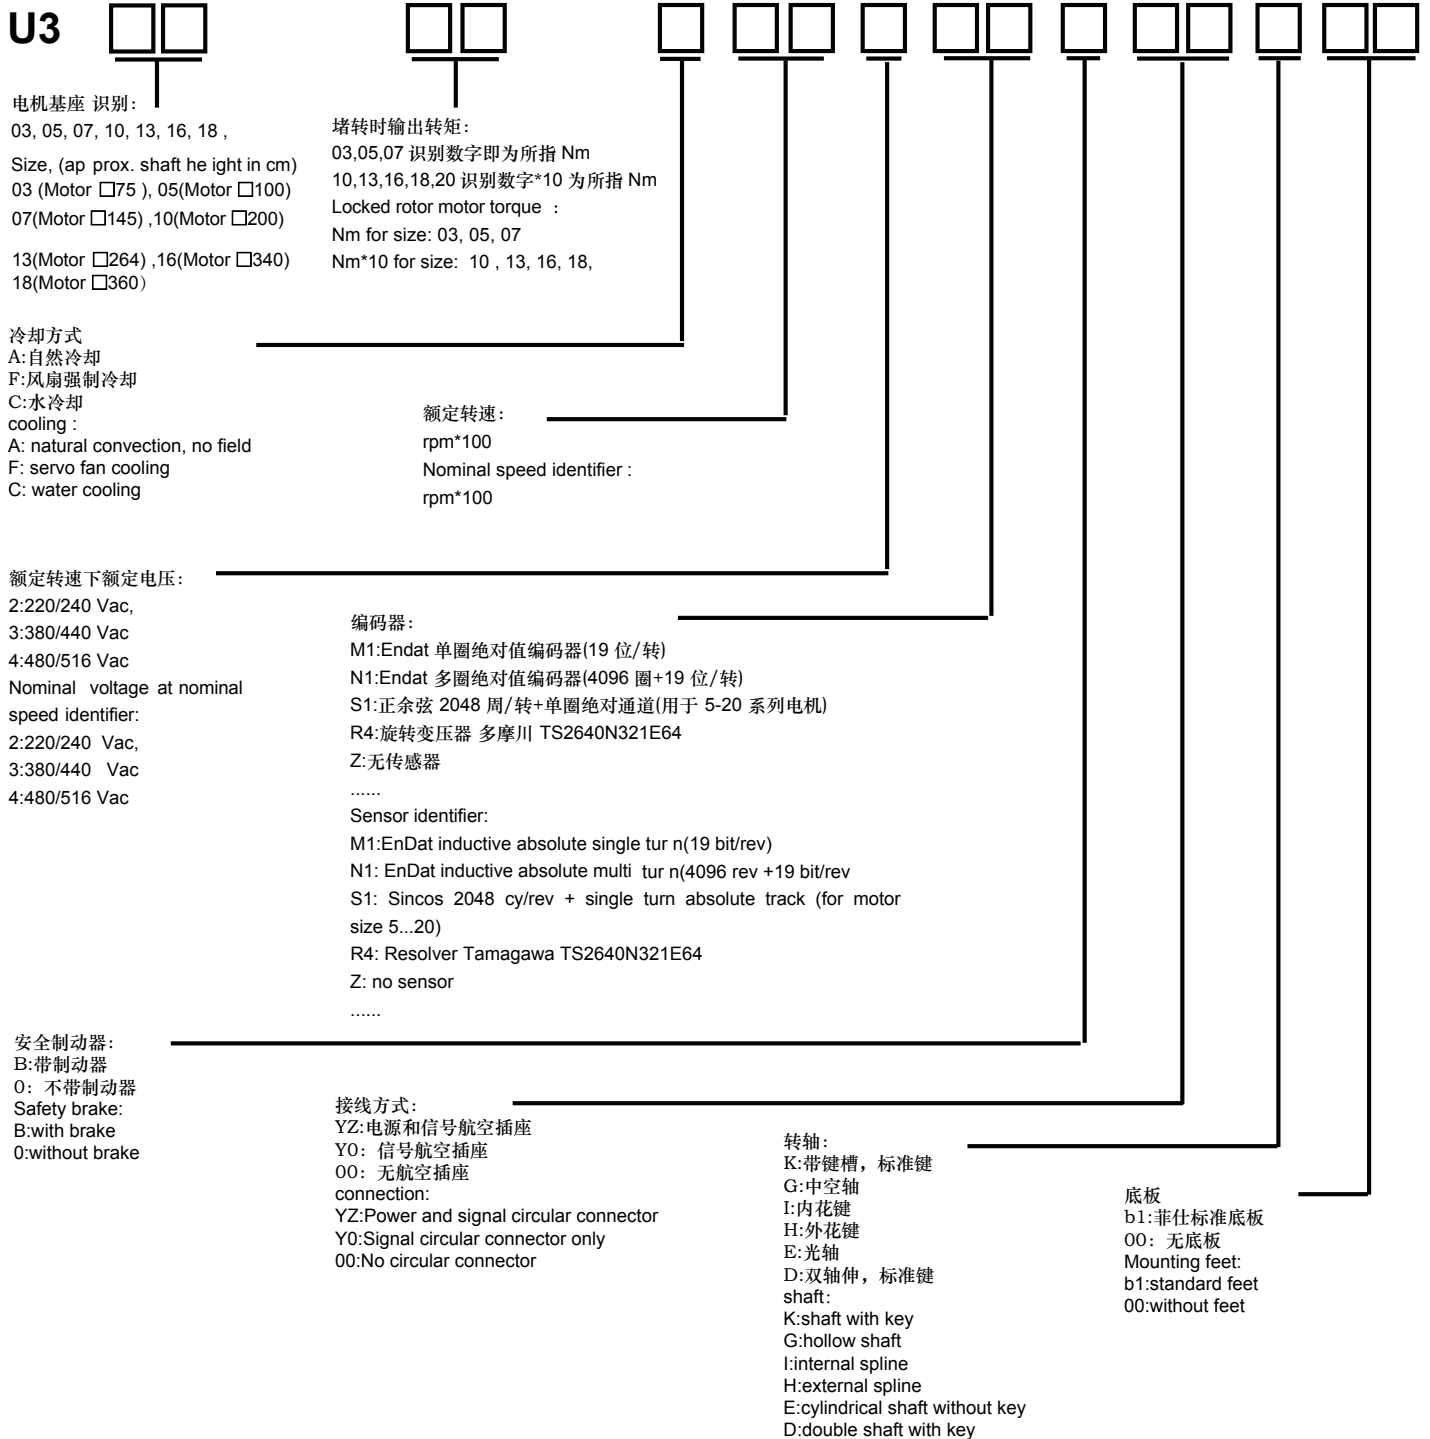 U3
电机基座 识别：
03, 05, 07, 10, 13, 16, 18 ,
Size, (ap prox. shaft he ight in cm)
03 (Motor □75 ), 05(Motor □100)
07(Motor □145) ,10(Motor □200)
13(Motor □264) ,16(Motor □340)
18(Motor □360）
堵转时输出转矩：
03,05,07 识别数字即为所指 Nm
10,13,16,18,20 识别数字*10 为所指 Nm
Locked rotor motor torque ：
Nm for size: 03, 05, 07
Nm*10 for size: 10 , 13, 16, 18,
冷却方式
A:自然冷却
F:风扇强制冷却
C:水冷却
cooling :
A: natural convection, no field
F: servo fan cooling
C: water cooling
额定转速：
rpm*100
Nominal speed identifier :
rpm*100
额定转速下额定电压：
2:220/240 Vac,
3:380/440 Vac
4:480/516 Vac
Nominal voltage at nominal
speed identifier:
2:220/240 Vac,
3:380/440 Vac
4:480/516 Vac
编码器：
M1:Endat 单圈绝对值编码器(19 位/转)
N1:Endat 多圈绝对值编码器(4096 圈+19 位/转)
S1:正余弦 2048 周/转+单圈绝对通道(用于 5-20 系列电机)
R4:旋转变压器 多摩川 TS2640N321E64
Z:无传感器
......
Sensor identifier:
M1:EnDat inductive absolute single tur n(19 bit/rev)
N1: EnDat inductive absolute multi tur n(4096 rev +19 bit/rev
S1: Sincos 2048 cy/rev + single turn absolute track (for motor
size 5...20)
R4: Resolver Tamagawa TS2640N321E64
Z: no sensor
......
安全制动器：
B:带制动器
0：不带制动器
Safety brake:
B:with brake
0:without brake
接线方式：
YZ:电源和信号航空插座
Y0：信号航空插座
00：无航空插座
connection:
YZ:Power and signal circular connector
Y0:Signal circular connector only
00:No circular connector
转轴：
K:带键槽，标准键
G:中空轴
I:内花键
H:外花键
E:光轴
D:双轴伸，标准键
shaft：
K:shaft with key
G:hollow shaft
I:internal spline
H:external spline
E:cylindrical shaft without key
D:double shaft with key
底板
b1:菲仕标准底板
00：无底板
Mounting feet:
b1:standard feet
00:without feet